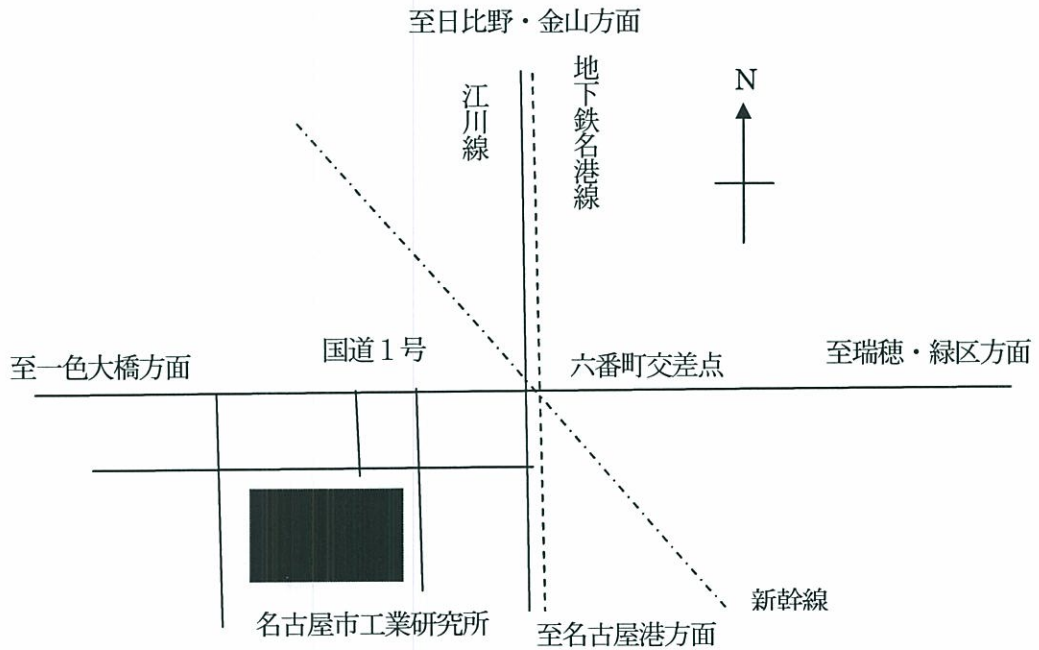 至日比野・金山方面
江川線
地下鉄名港線
N
国道１号
六番町交差点
至瑞穂・緑区方面
至一色大橋方面
新幹線
名古屋市工業研究所
至名古屋港方面